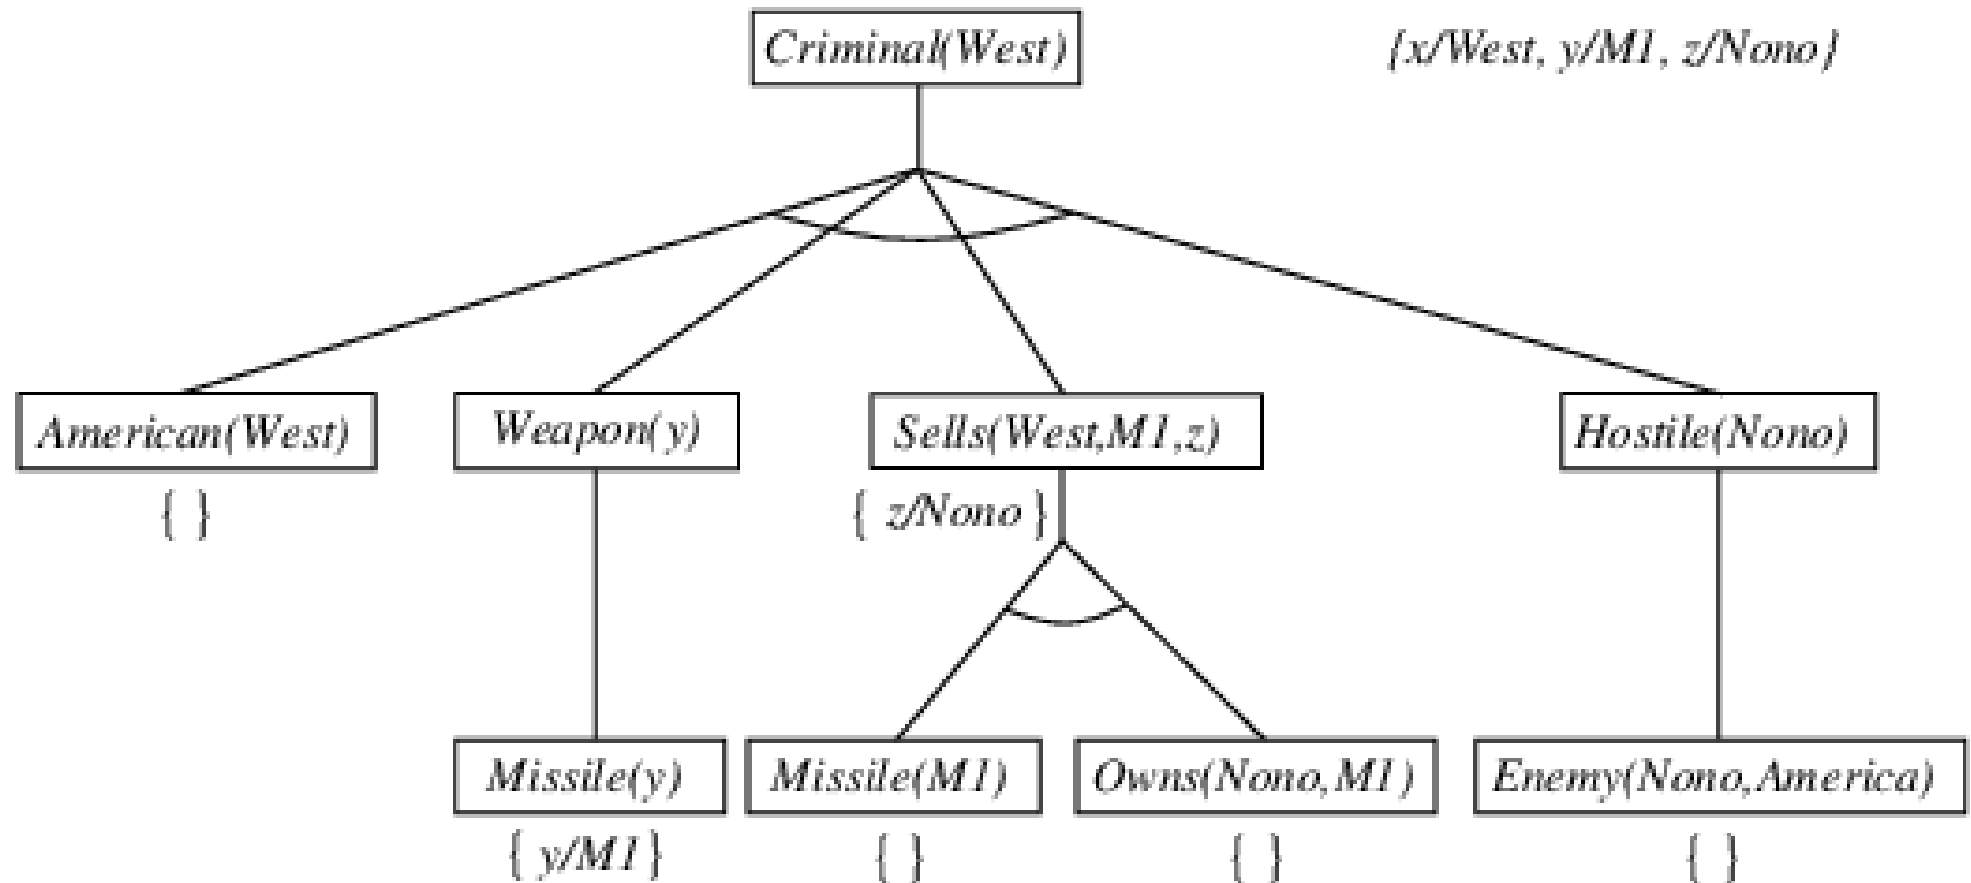 Criminal(West)
{x/West, y/M1, z/Nono}
American(West)
Weapon(y)
Sells(West,M1,z)
Hostile(Nono)
{ }
{ z/Nono }
Missile(y)
Missile(M1)
Owns(Nono,M1)
Enemy(Nono,America)
{ y/M1 }
{ }
{ }
{ }